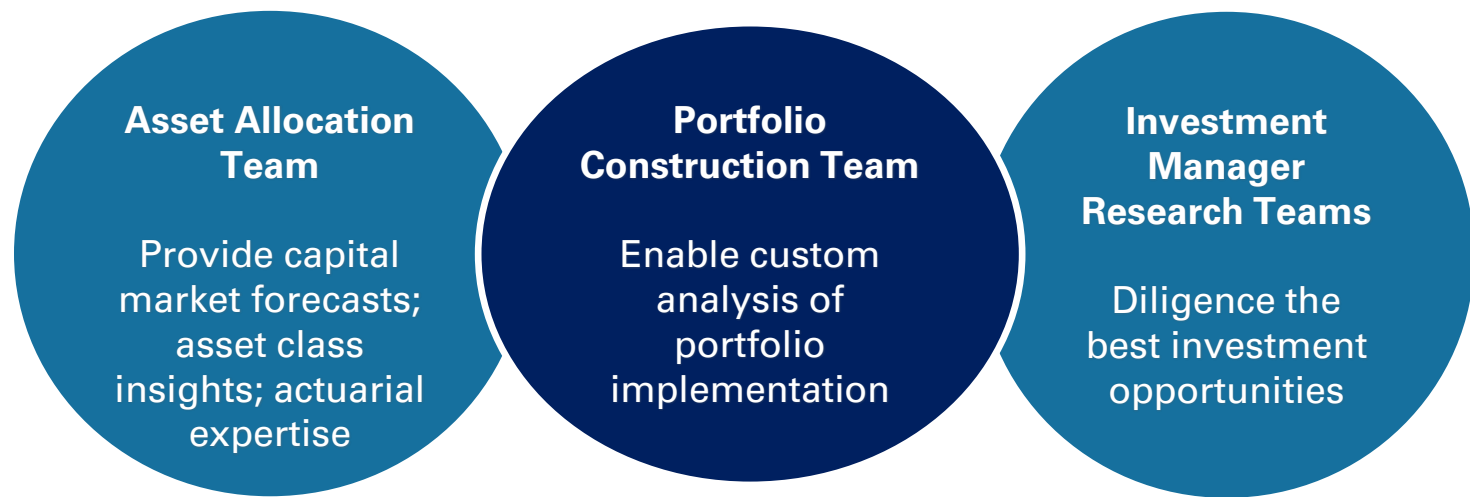 Asset Allocation
Team
Provide capital
market forecasts;
asset class
insights; actuarial
expertise
Portfolio
Construction Team
Enable custom
analysis of
portfolio
implementation
Investment
Manager
Research Teams
Diligence the
best investment
opportunities